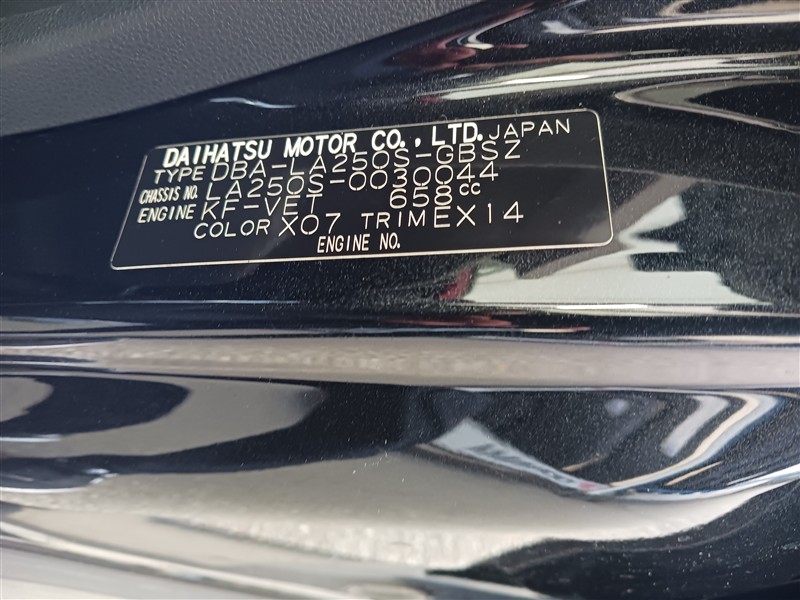 DAIHATSU MOTOR CO., LTD. JAPAN
TYPE DBA-LA250S-GBSZ
CHASSIS NO. LA250S-0030044
ENGINE KF-VET 658CC
COLOR X07 TRIM EX14
ENGINE NO.